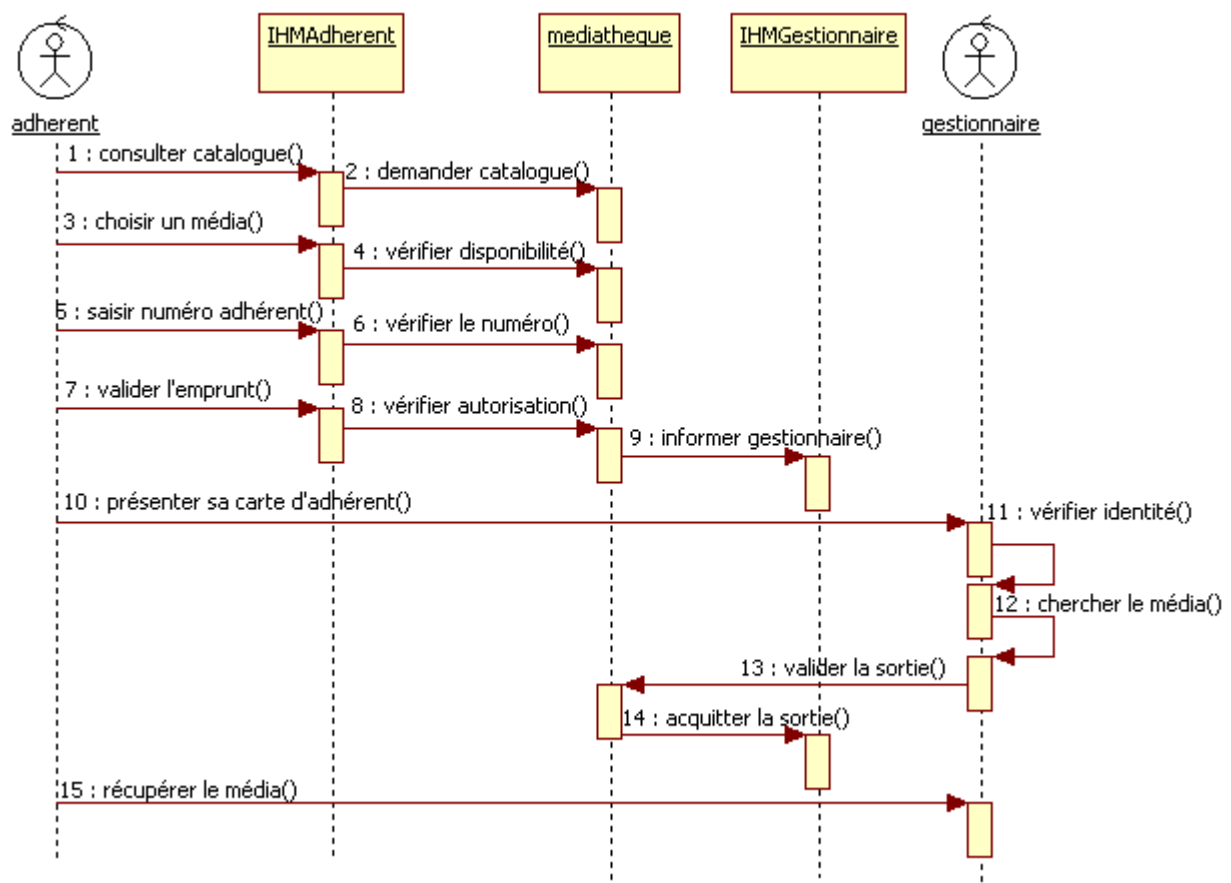 IHMAdherent
mediatheque
IHMGestionnaire
adherent
gestionnaire
1 : consulter catalogue()
2 : demander catalogue()
3 : choisir un média()
4 : vérifier disponibilité()
5 : saisir numéro adhérent()
6 : vérifier le numéro()
7 : valider l'emprunt()
8 : vérifier autorisation()
9 : informer gestionnaire()
10 : présenter sa carte d'adhérent()
11 : vérifier identité()
12 : chercher le média()
13 : valider la sortie()
14 : acquitter la sortie()
15 : récupérer le média()